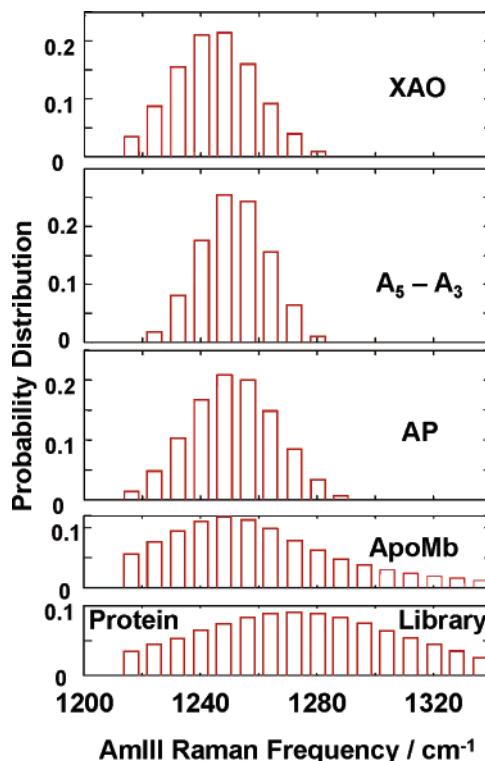 0.2
0.1
0
XAO
0.2
0.1
0
A₅ – A₃
0.2
0.1
0
AP
0.1
0
ApoMb
0.1
0
Protein Library
1200 1240 1280 1320
Probability Distribution
AmIII Raman Frequency / cm⁻¹